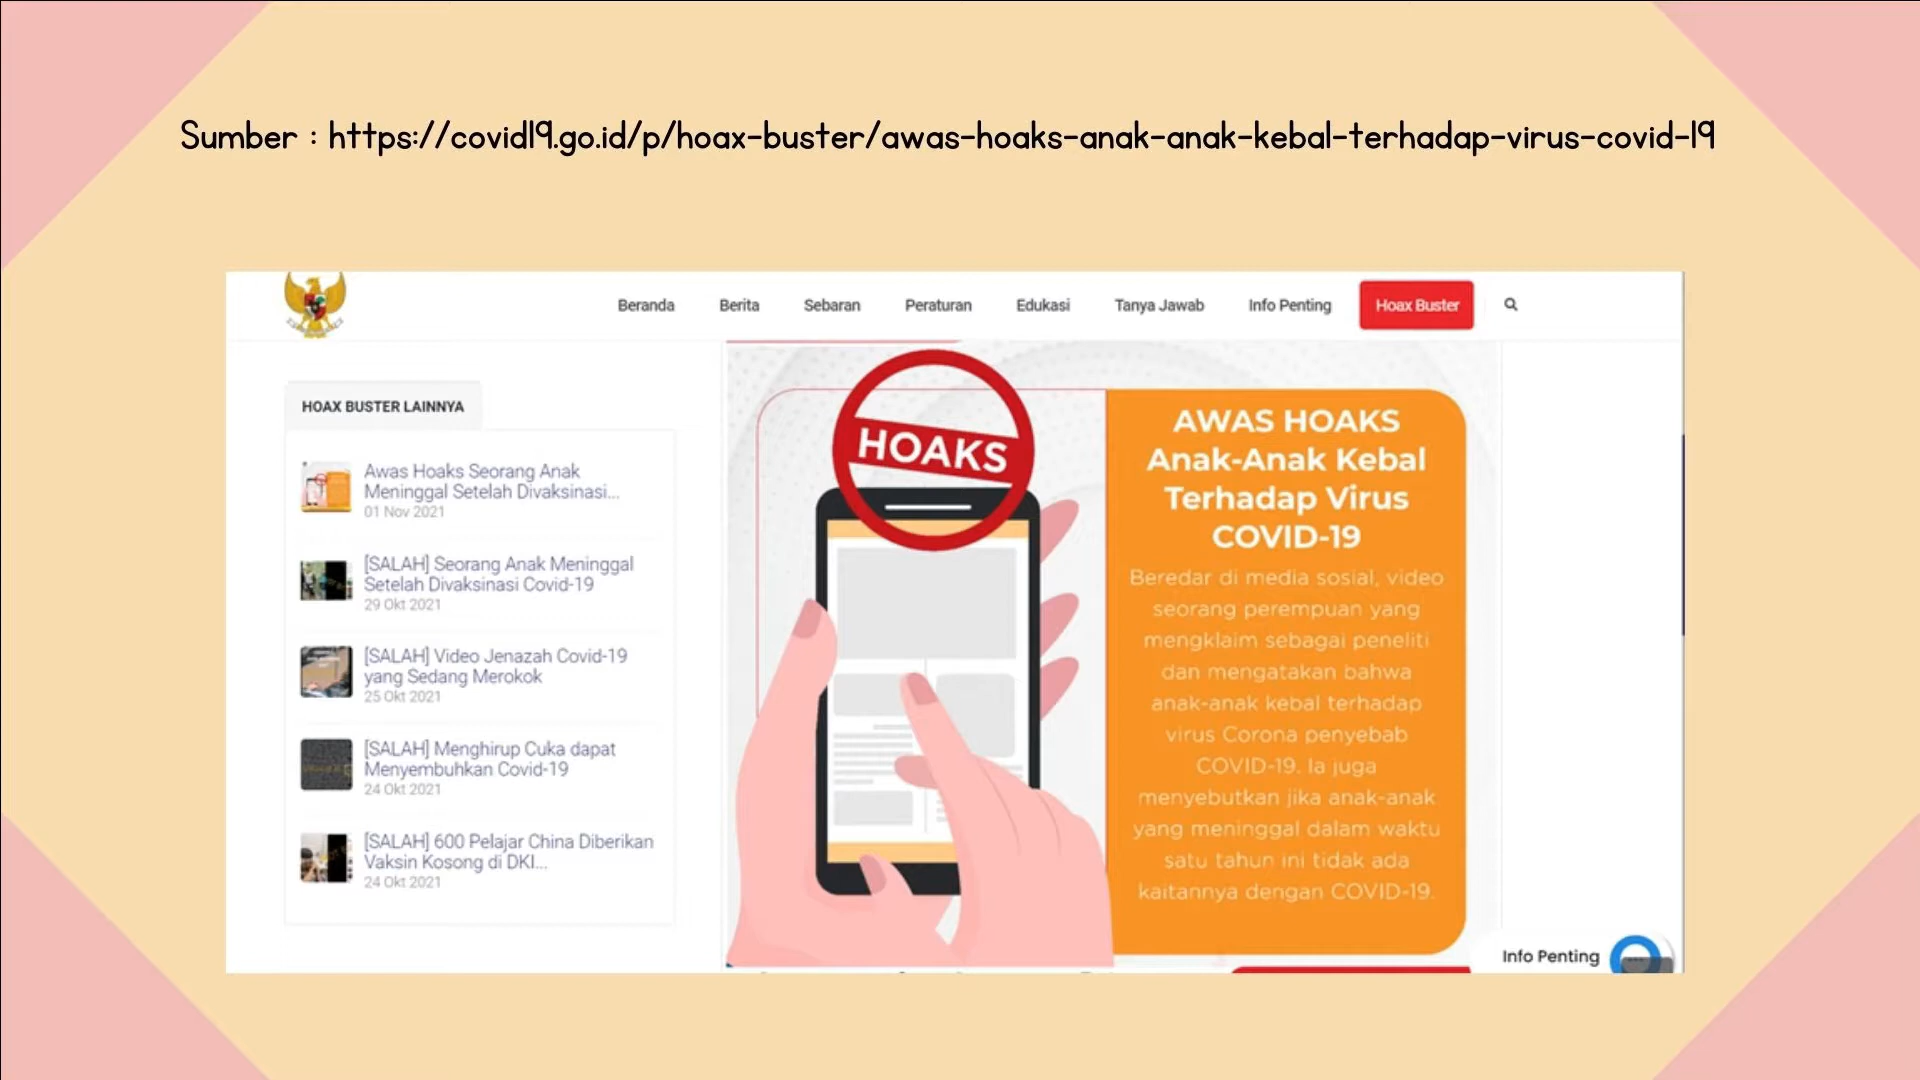 Sumber : https://covid19.go.id/p/hoax-buster/awas-hoaks-anak-anak-kebal-terhadap-virus-covid-19
Beranda Berita Sebaran Peraturan Edukasi Tanya Jawab Info Penting Hoax Buster
HOAX BUSTER LAINNYA
Awas Hoaks Seorang Anak
Meninggal Setelah Divaksinasi...
01 Nov 2021
[SALAH] Seorang Anak Meninggal
Setelah Divaksinasi Covid-19
29 Okt 2021
[SALAH] Video Jenazah Covid-19
yang Sedang Merokok
25 Okt 2021
[SALAH] Menghirup Cuka dapat
Menyembuhkan Covid-19
24 Okt 2021
[SALAH] 600 Pelajar China Diberikan
Vaksin Kosong di DKI...
24 Okt 2021
HOAKS
AWAS HOAKS
Anak-Anak Kebal
Terhadap Virus
COVID-19
Beredar di media sosial, video
seorang perempuan yang
mengklaim sebagai peneliti
dan mengatakan bahwa
anak-anak kebal terhadap
virus Corona penyebab
COVID-19. Ia juga
menyebutkan jika anak-anak
yang meninggal dalam waktu
satu tahun ini tidak ada
kaitannya dengan COVID-19.
Info Penting